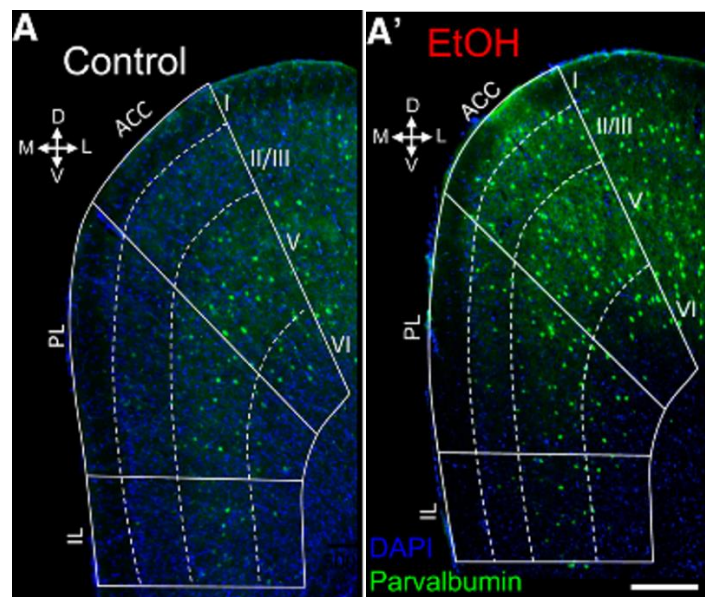 A
Control
ACC
D
M
L
V
I
II/III
V
VI
PL
IL
A'
EtOH
ACC
D
M
L
V
I
II/III
V
VI
PL
IL
DAPI
Parvalbumin